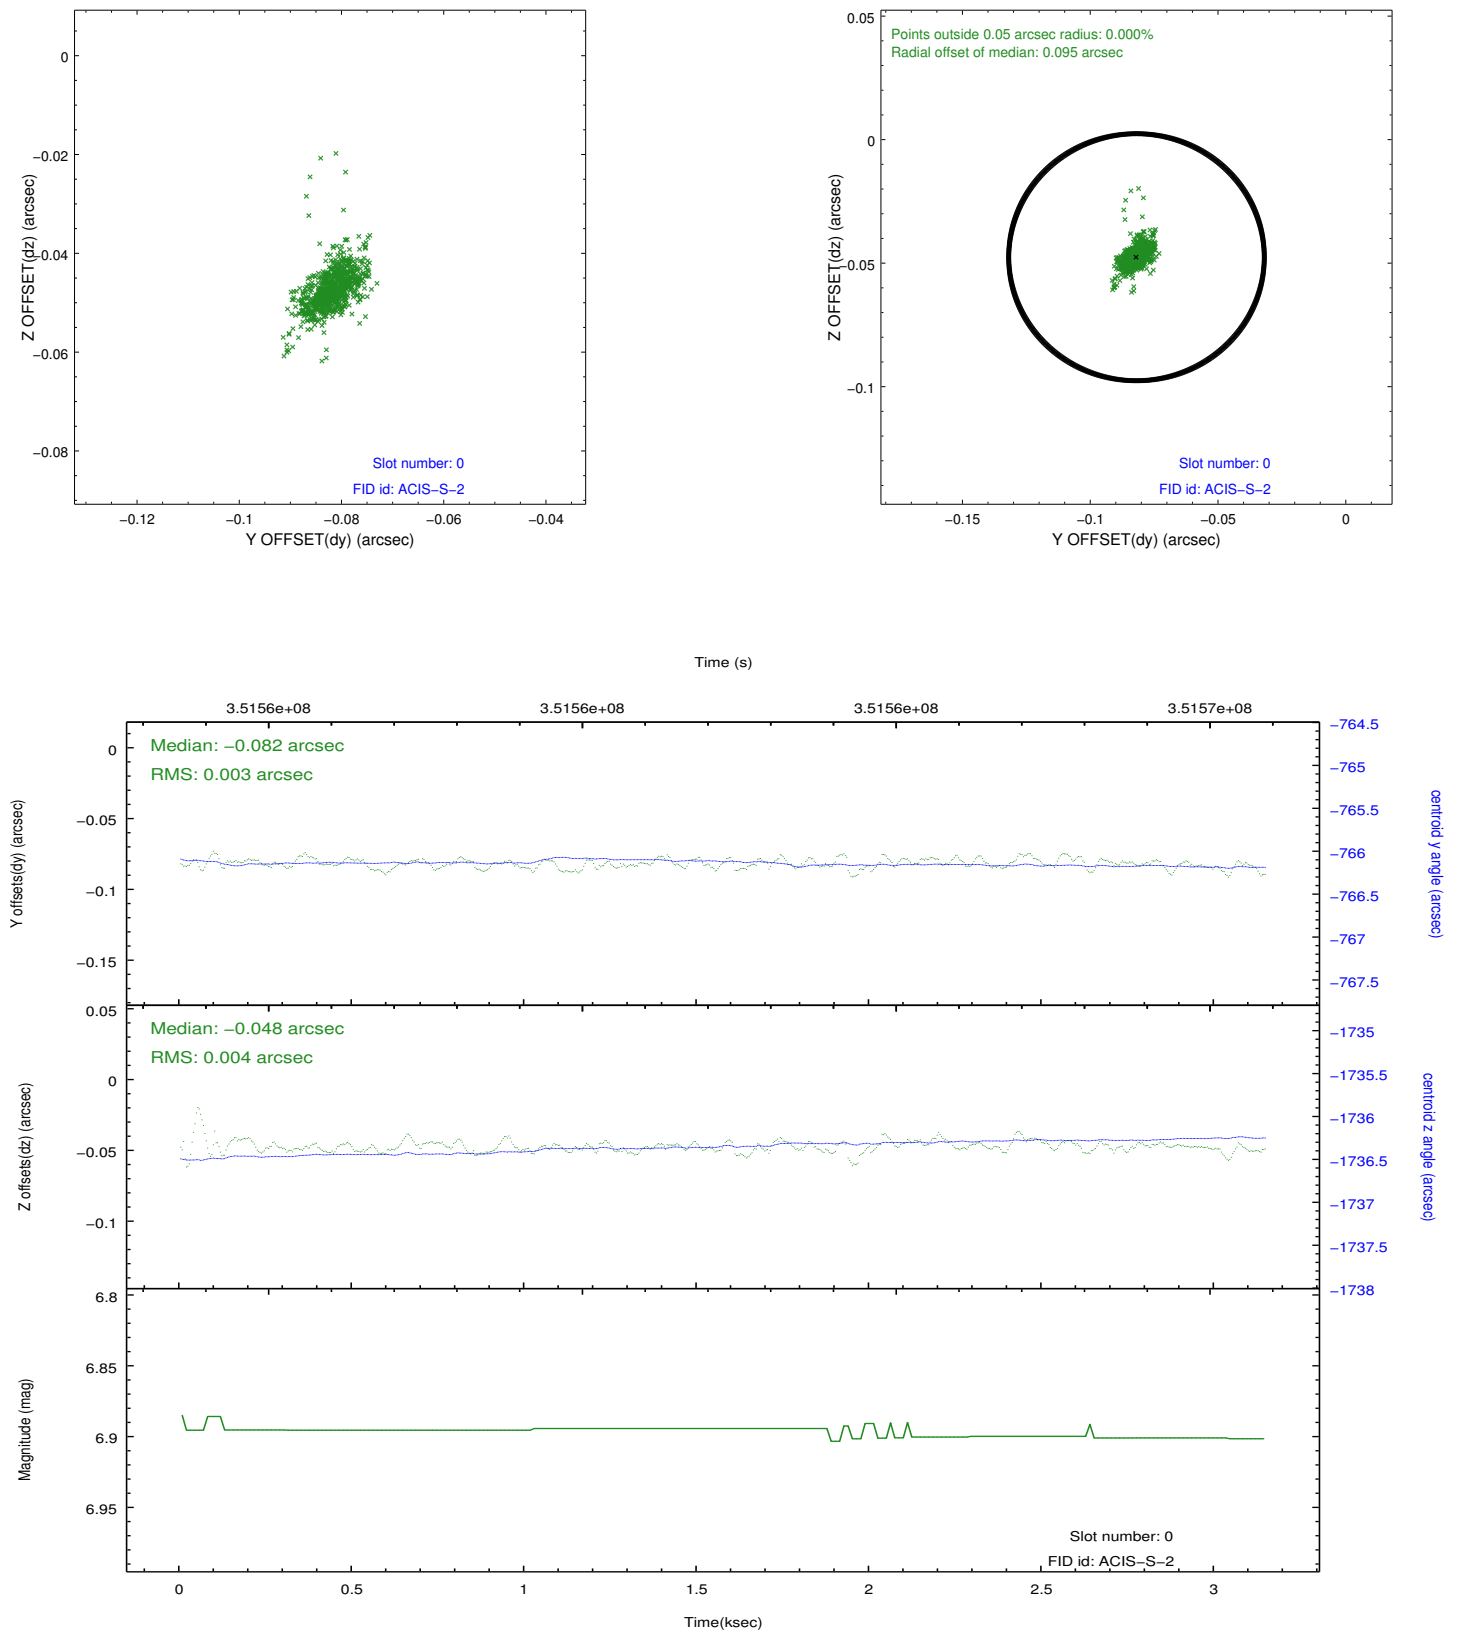 0
−0.02
−0.04
−0.06
−0.08
Z OFFSET(dz) (arcsec)
Slot number: 0
FID id: ACIS−S−2
−0.12
−0.1
−0.08
−0.06
−0.04
Y OFFSET(dy) (arcsec)
0.05
0
−0.05
−0.1
Z OFFSET(dz) (arcsec)
Points outside 0.05 arcsec radius: 0.000%
Radial offset of median: 0.095 arcsec
Slot number: 0
FID id: ACIS−S−2
−0.15
−0.1
−0.05
0
Y OFFSET(dy) (arcsec)
Time (s)
3.5156e+08
3.5156e+08
3.5156e+08
3.5157e+08
Median: −0.082 arcsec
RMS: 0.003 arcsec
0
−0.05
−0.1
−0.15
Y offsets(dy) (arcsec)
−764.5
−765
−765.5
−766
−766.5
−767
−767.5
centroid y angle (arcsec)
Median: −0.048 arcsec
RMS: 0.004 arcsec
0.05
0
−0.05
−0.1
Z offsets(dz) (arcsec)
−1735
−1735.5
−1736
−1736.5
−1737
−1737.5
−1738
centroid z angle (arcsec)
6.8
6.85
6.9
6.95
Magnitude (mag)
Slot number: 0
FID id: ACIS−S−2
0
0.5
1
1.5
2
2.5
3
Time(ksec)